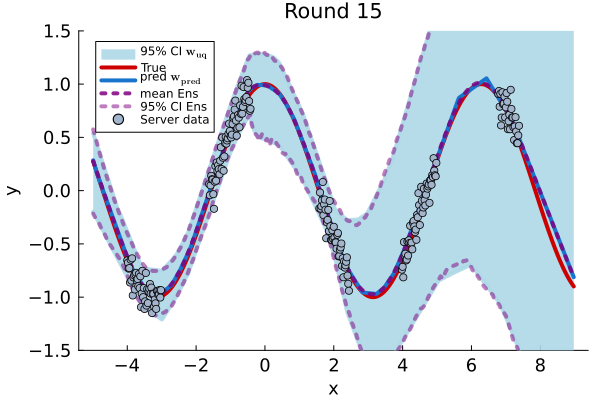 Round 15
95% CI w_uq
True
pred w_pred
mean Ens
95% CI Ens
Server data
y
1.5
1.0
0.5
0.0
−0.5
−1.0
−1.5
−4 −2 0 2 4 6 8
x